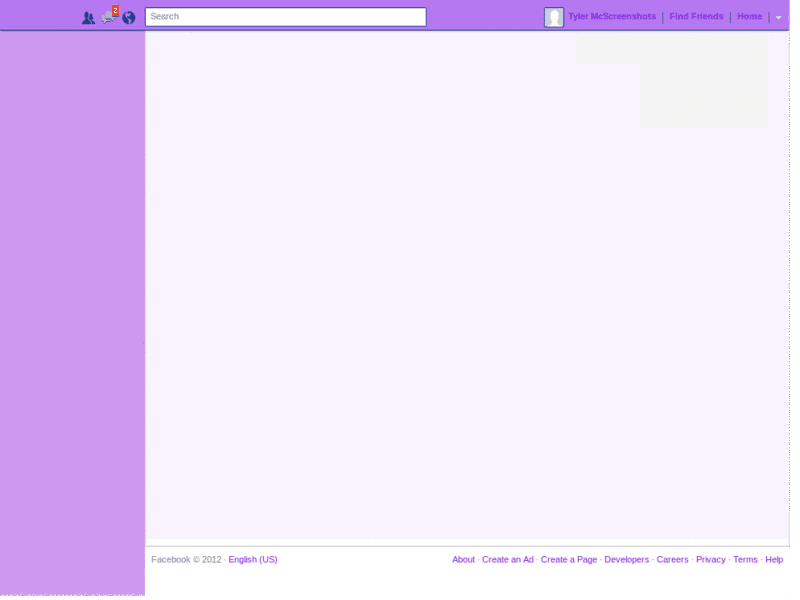 2
Search
Tyler McScreenshots | Find Friends | Home |
Facebook © 2012 · English (US)
About · Create an Ad · Create a Page · Developers · Careers · Privacy · Terms · Help